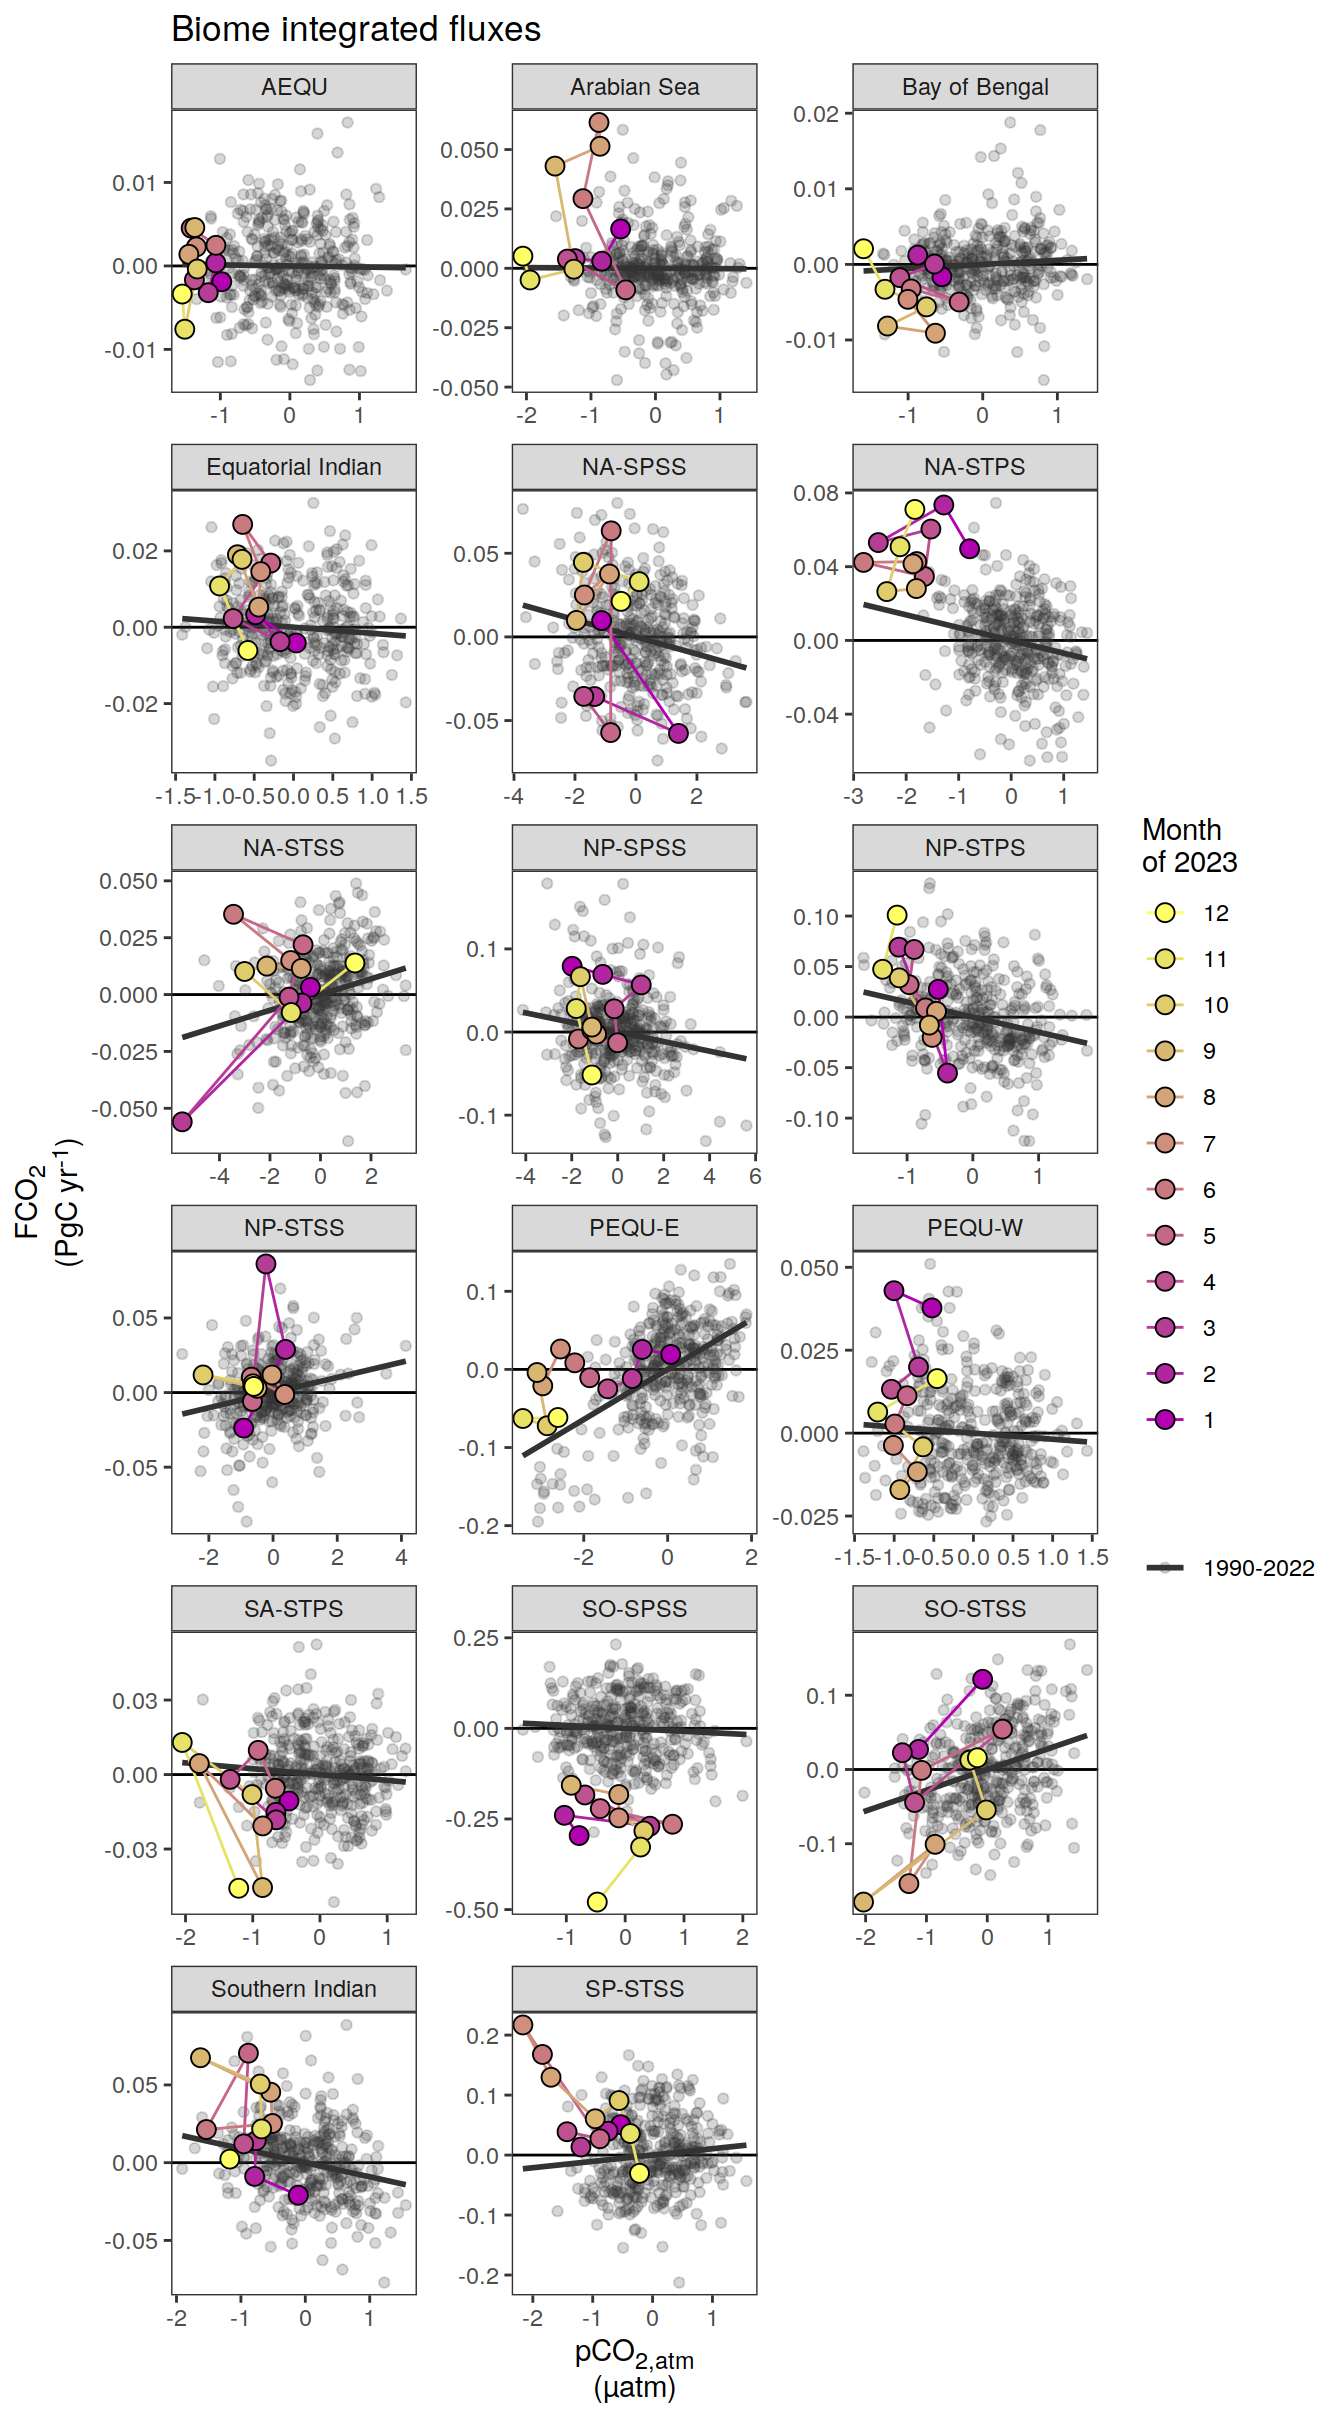 Biome integrated fluxes
AEQU
Arabian Sea
Bay of Bengal
0.01
0.00
-0.01
-1 0 1
0.050
0.025
0.000
-0.025
-0.050
-2 -1 0 1
0.02
0.01
0.00
-0.01
-1 0 1
Equatorial Indian
NA-SPSS
NA-STPS
0.02
0.00
-0.02
-1.5 -1.0 -0.5 0.0 0.5 1.0 1.5
0.05
0.00
-0.05
-4 -2 0 2
0.08
0.04
0.00
-0.04
-3 -2 -1 0 1
NA-STSS
NP-SPSS
NP-STPS
0.050
0.025
0.000
-0.025
-0.050
-4 -2 0 2
0.1
0.0
-0.1
-4 -2 0 2 4 6
0.10
0.05
0.00
-0.05
-0.10
-1 0 1
NP-STSS
PEQU-E
PEQU-W
0.05
0.00
-0.05
-2 0 2 4
0.1
0.0
-0.1
-0.2
-2 0 2
0.050
0.025
0.000
-0.025
-1.5 -1.0 -0.5 0.0 0.5 1.0 1.5
SA-STPS
SO-SPSS
SO-STSS
0.03
0.00
-0.03
-2 -1 0 1
0.25
0.00
-0.25
-0.50
-1 0 1 2
0.1
0.0
-0.1
-2 -1 0 1
Southern Indian
SP-STSS
0.05
0.00
-0.05
-2 -1 0 1
0.2
0.1
0.0
-0.1
-0.2
-2 -1 0 1
FCO2
(PgC yr-1)
pCO2,atm
(µatm)
Month
of 2023
12
11
10
9
8
7
6
5
4
3
2
1
1990-2022